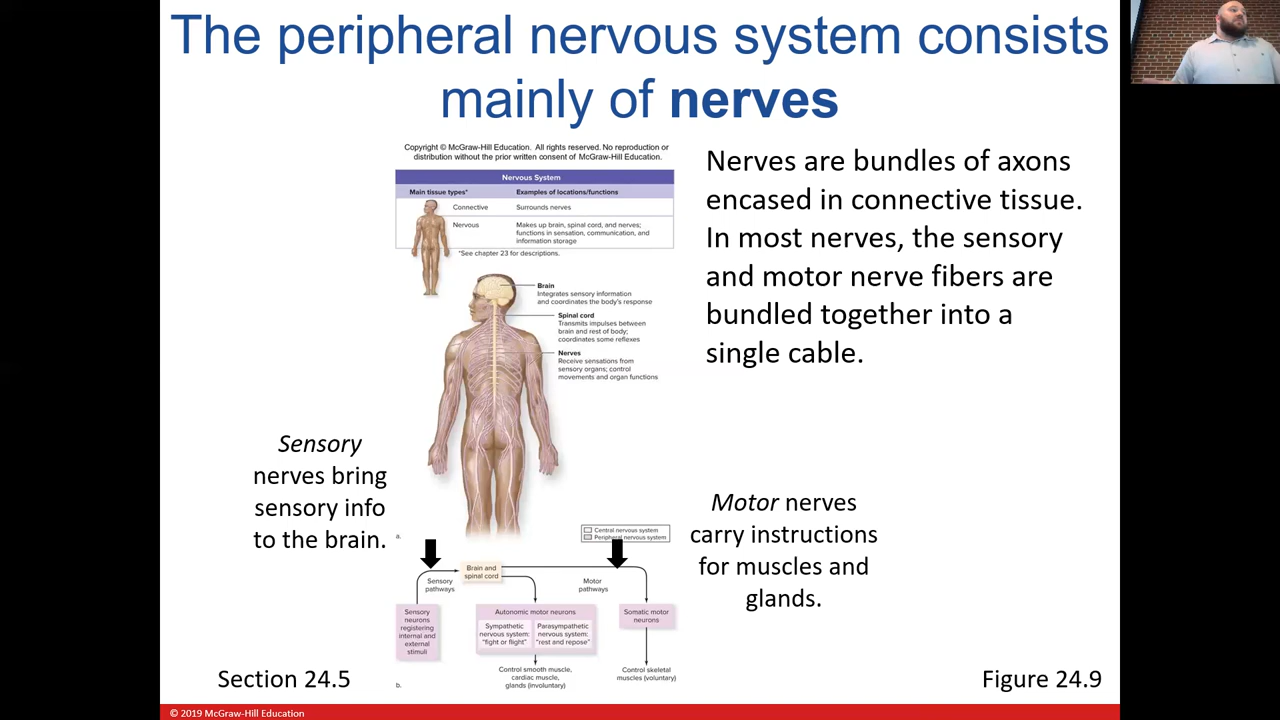 The peripheral nervous system consists
mainly of nerves
Copyright © McGraw-Hill Education. All rights reserved. No reproduction or
distribution without the prior written consent of McGraw-Hill Education.
Nervous System
Main tissue types*
Examples of locations/functions
Connective
Surrounds nerves
Nervous
Makes up brain, spinal cord, and nerves;
functions in sensation, communication, and
information storage
*See chapter 23 for descriptions.
Nerves are bundles of axons
encased in connective tissue.
In most nerves, the sensory
and motor nerve fibers are
bundled together into a
single cable.
Brain
Integrates sensory information
and coordinates the body's response
Spinal cord
Transmits impulses between
brain and rest of body;
coordinates some reflexes
Nerves
Receive sensations from
sensory organs; control
movements and organ functions
Sensory
nerves bring
sensory info
to the brain.
Motor nerves
carry instructions
for muscles and
glands.
a.
Central nervous system
Peripheral nervous system
Brain and
spinal cord
Sensory
pathways
Motor
pathways
Sensory
neurons
registering
internal and
external
stimuli
Autonomic motor neurons
Sympathetic
nervous system:
"fight or flight"
Parasympathetic
nervous system:
"rest and repose"
Somatic motor
neurons
Control smooth muscle,
cardiac muscle,
glands (involuntary)
Control skeletal
muscles (voluntary)
b.
Section 24.5
Figure 24.9
© 2019 McGraw-Hill Education